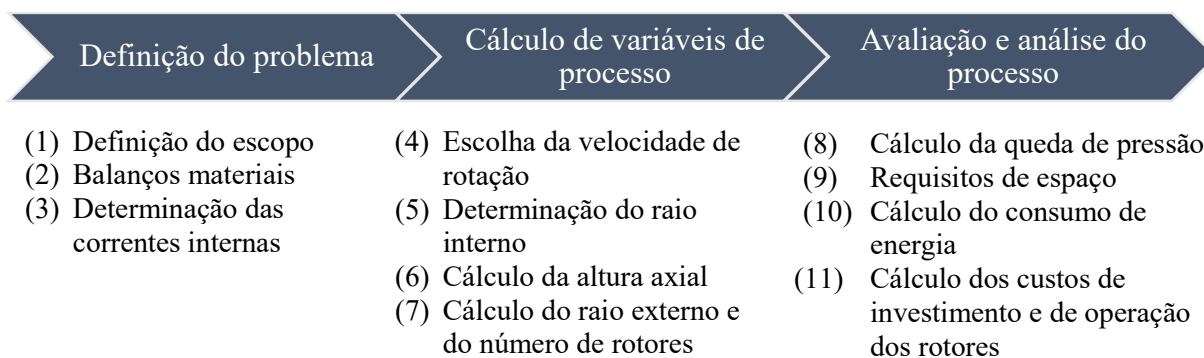 Definição do problema
Cálculo de variáveis de
processo
Avaliação e análise do
processo
(1) Definição do escopo
(2) Balanços materiais
(3) Determinação das
correntes internas
(4) Escolha da velocidade de
rotação
(5) Determinação do raio
interno
(6) Cálculo da altura axial
(7) Cálculo do raio externo e
do número de rotores
(8) Cálculo da queda de pressão
(9) Requisitos de espaço
(10) Cálculo do consumo de
energia
(11) Cálculo dos custos de
investimento e de operação
dos rotores